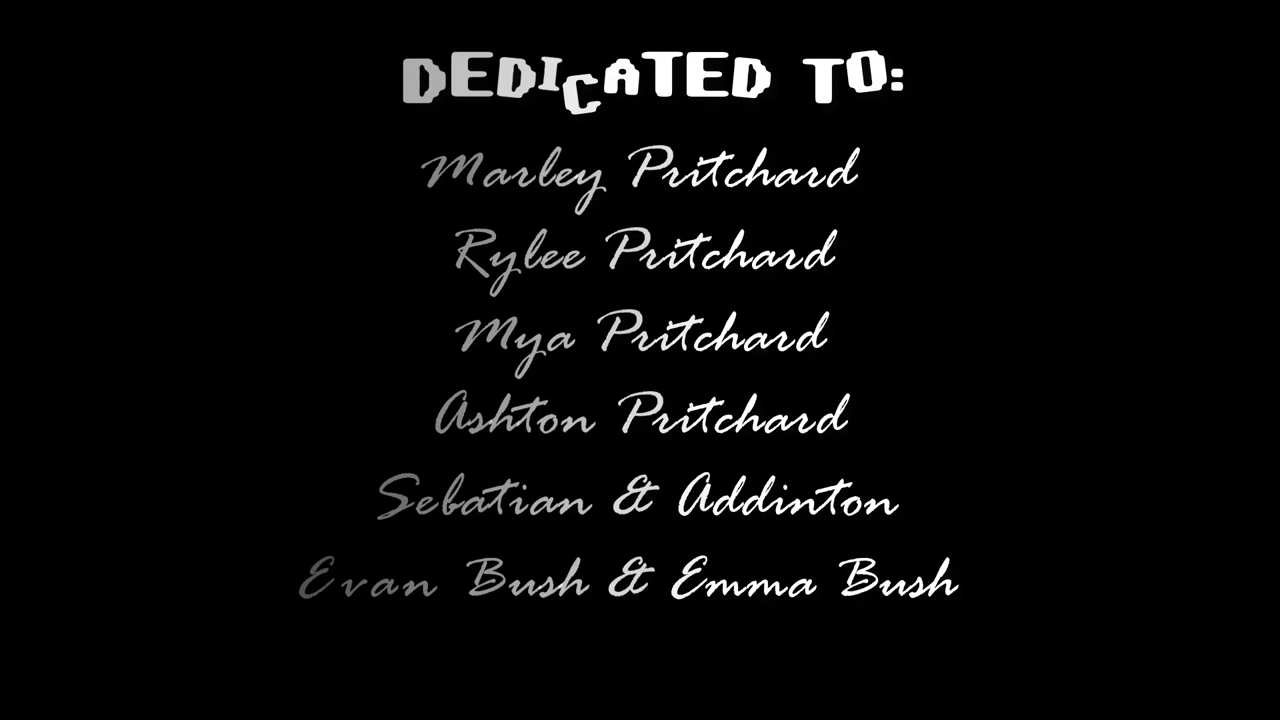 DEDICATED TO:
Marley Pritchard
Rylee Pritchard
Mya Pritchard
Ashton Pritchard
Sebatian & Addinton
Evan Bush & Emma Bush